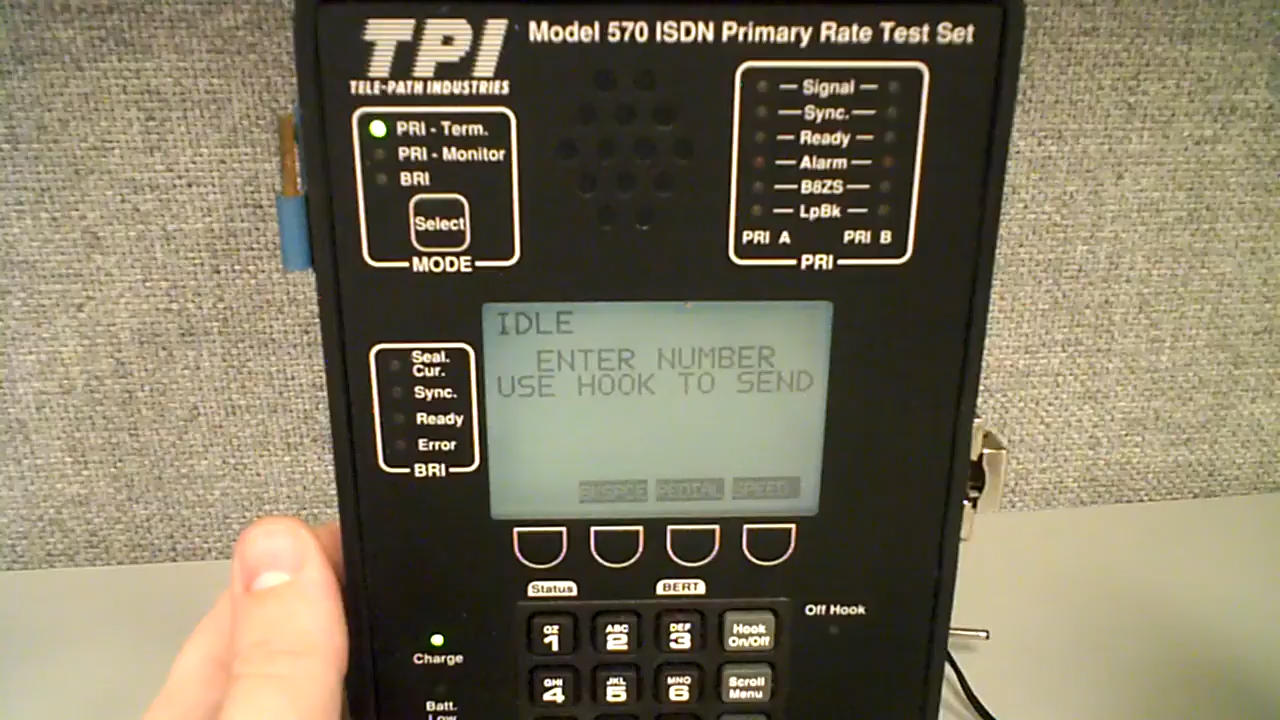 TPI
TELE-PATH INDUSTRIES
Model 570 ISDN Primary Rate Test Set
PRI - Term.
PRI - Monitor
BRI
Select
MODE
Signal
Sync.
Ready
Alarm
B8ZS
LpBk
PRI A PRI B
PRI
IDLE
ENTER NUMBER
USE HOOK TO SEND
BKSPCE REDIAL SPEED
Seal.
Cur.
Sync.
Ready
Error
BRI
Status BERT
Off Hook
QZ 1 ABC 2 DEF 3 Hook On/Off
GHI 4 JKL 5 MNO 6 Scroll Menu
Charge
Batt.
Low